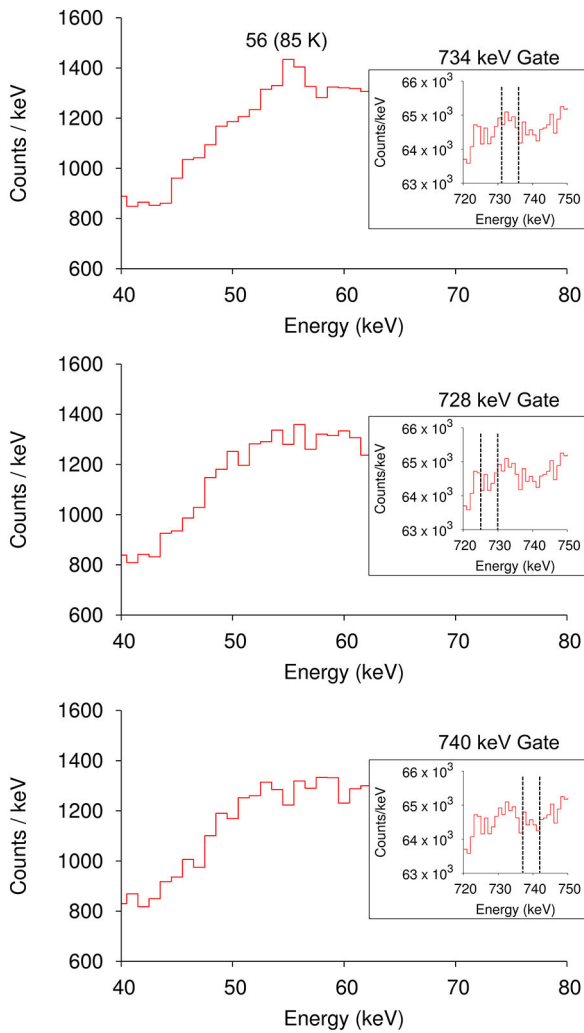 1600
1400
1200
1000
800
600
Counts / keV
56 (85 K)
734 keV Gate
66 x 10³
65 x 10³
64 x 10³
63 x 10³
Counts/keV
720 730 740 750
Energy (keV)
40 50 60 70 80
Energy (keV)
1600
1400
1200
1000
800
600
Counts / keV
728 keV Gate
66 x 10³
65 x 10³
64 x 10³
63 x 10³
Counts/keV
720 730 740 750
Energy (keV)
40 50 60 70 80
Energy (keV)
1600
1400
1200
1000
800
600
Counts / keV
740 keV Gate
66 x 10³
65 x 10³
64 x 10³
63 x 10³
Counts/keV
720 730 740 750
Energy (keV)
40 50 60 70 80
Energy (keV)